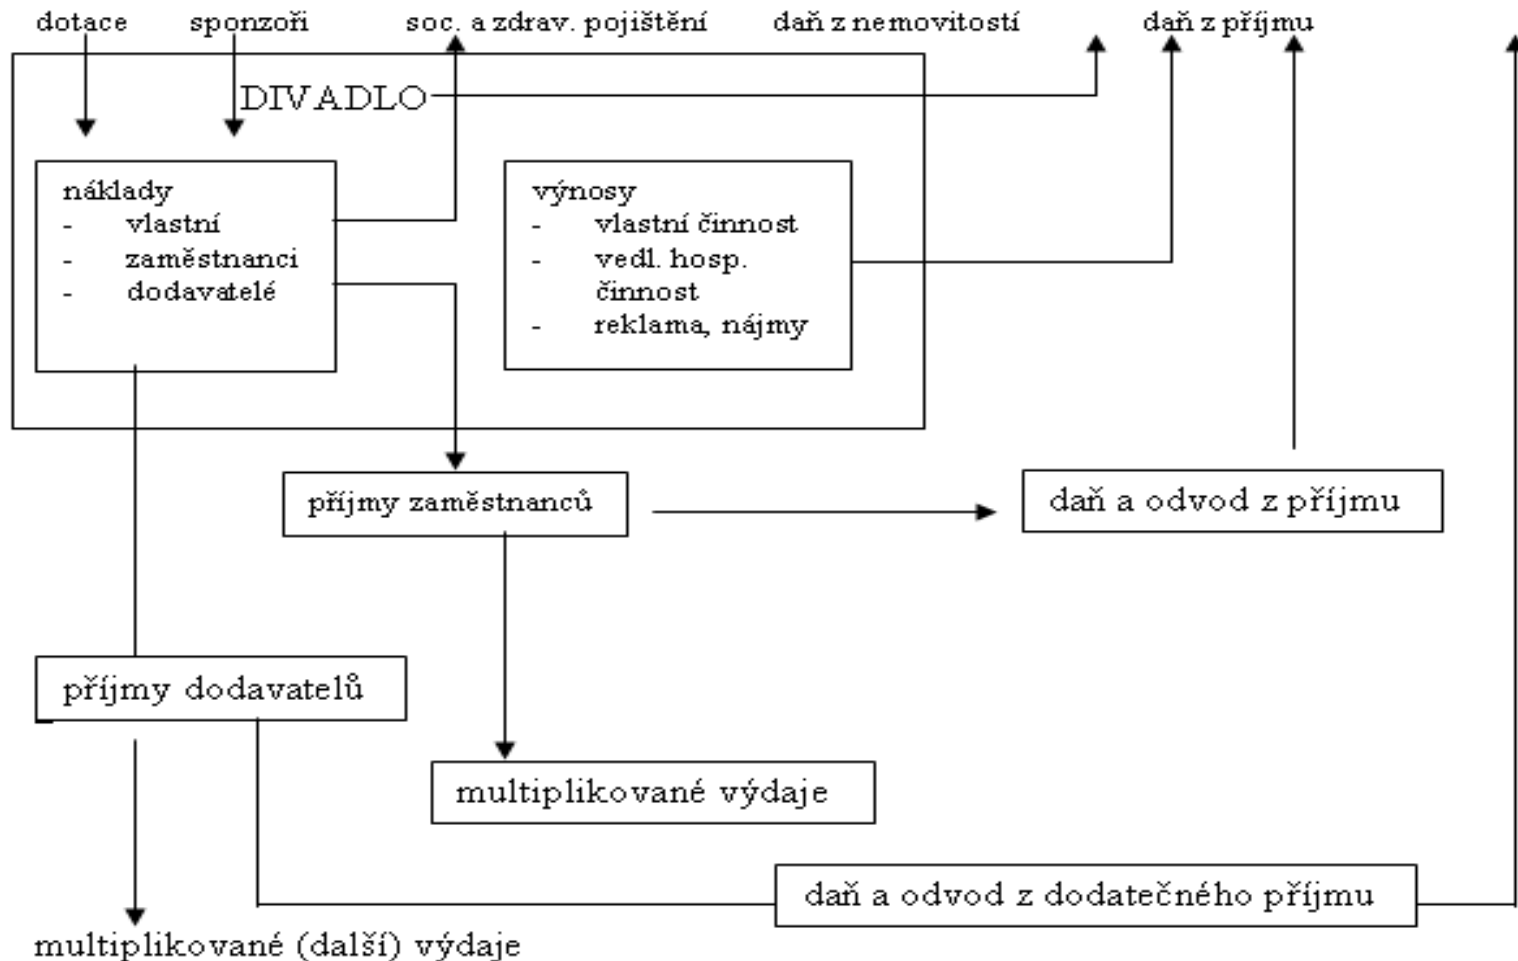 dotace sponzoři soc. a zdrav. pojištění daň z nemovitostí daň z příjmu
DIVADLO
náklady
- vlastní
- zaměstnanci
- dodavatelé
výnosy
- vlastní činnost
- vedl. hosp.
činnost
- reklama, nájmy
příjmy zaměstnanců
daň a odvod z příjmu
příjmy dodavatelů
multiplikované výdaje
daň a odvod z dodatečného příjmu
multiplikované (další) výdaje